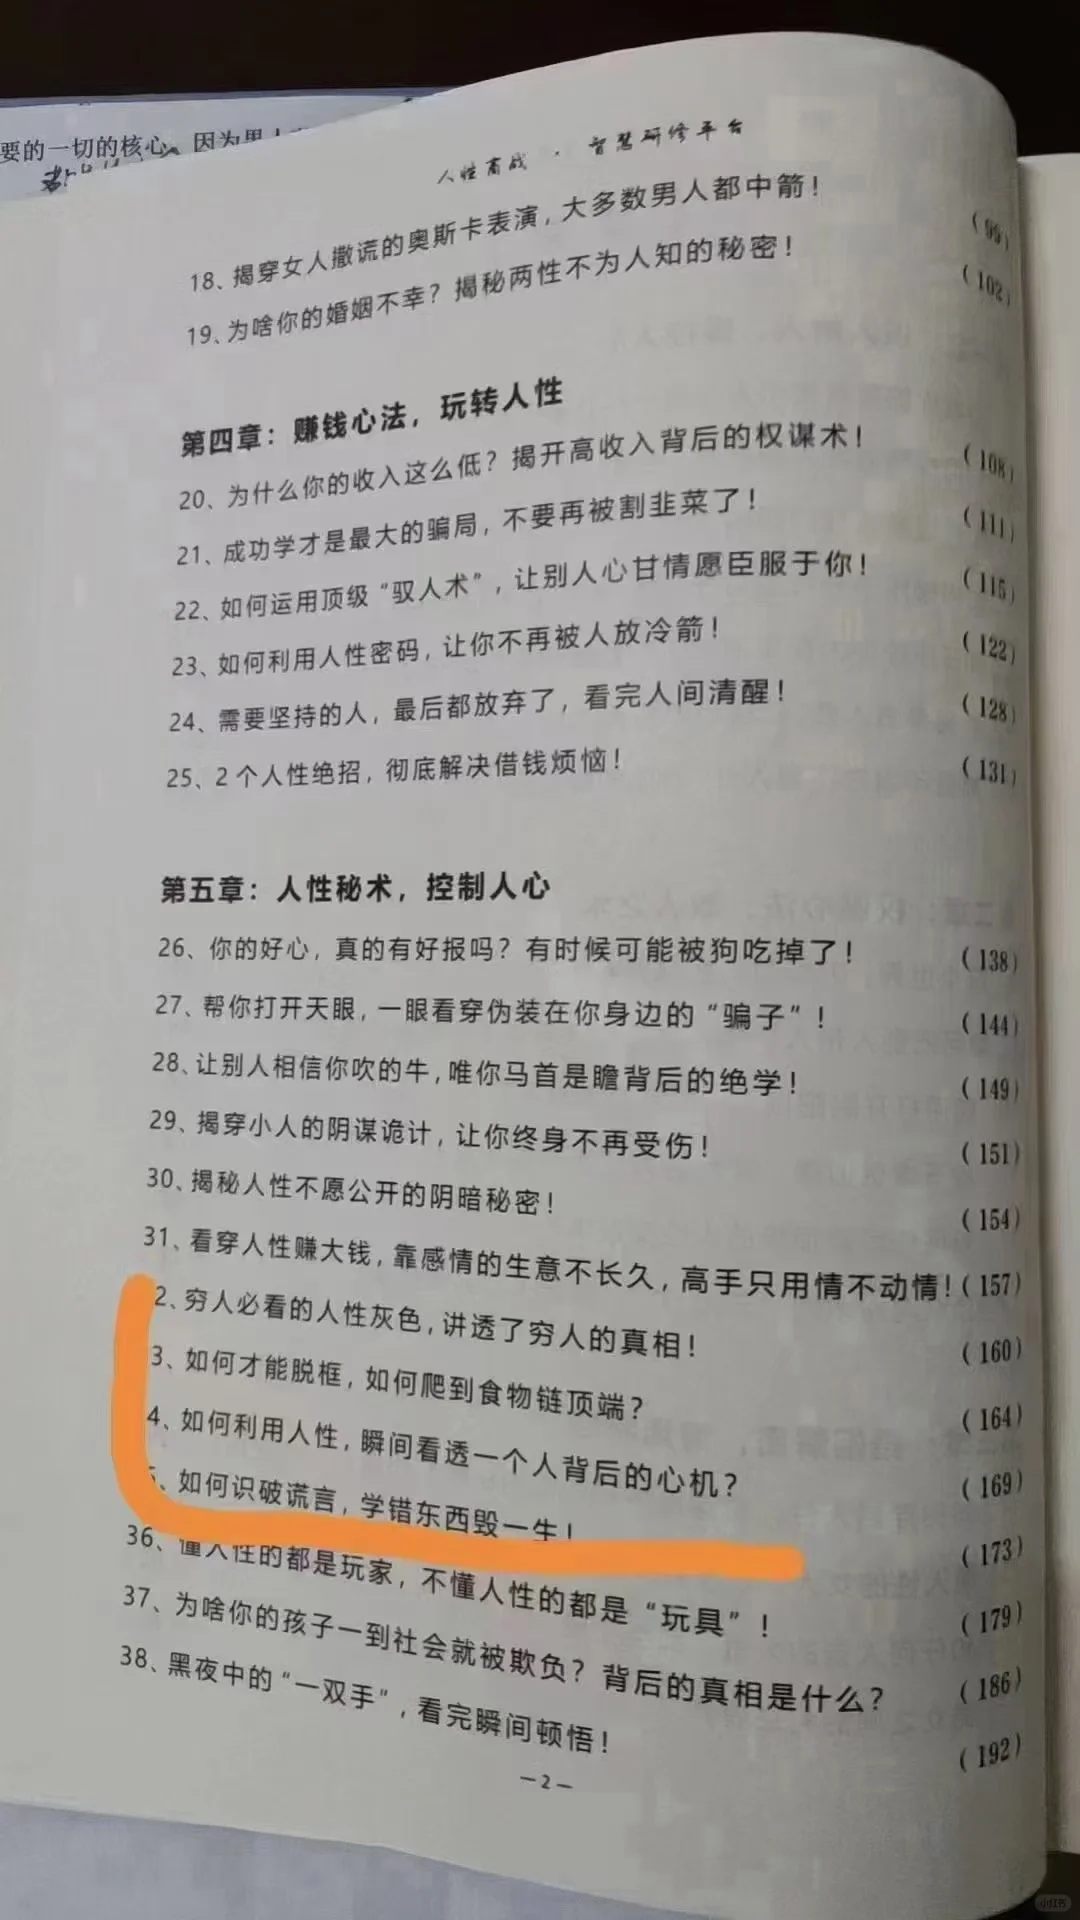 要的一切的核心，因为男人
人性商战 · 智慧研修平台
18、揭穿女人撒谎的奥斯卡表演，大多数男人都中箭！ (99)
19、为啥你的婚姻不幸？揭秘两性不为人知的秘密！ (102)
第四章：赚钱心法，玩转人性
20、为什么你的收入这么低？揭开高收入背后的权谋术！ (108)
21、成功学才是最大的骗局，不要再被割韭菜了！ (111)
22、如何运用顶级“驭人术”，让别人心甘情愿臣服于你！ (115)
23、如何利用人性密码，让你不再被人放冷箭！ (122)
24、需要坚持的人，最后都放弃了，看完人间清醒！ (128)
25、2个人性绝招，彻底解决借钱烦恼！ (131)
第五章：人性秘术，控制人心
26、你的好心，真的有好报吗？有时候可能被狗吃掉了！ (138)
27、帮你打开天眼，一眼看穿伪装在你身边的“骗子”！ (144)
28、让别人相信你吹的牛，唯你马首是瞻背后的绝学！ (149)
29、揭穿小人的阴谋诡计，让你终身不再受伤！ (151)
30、揭秘人性不愿公开的阴暗秘密！ (154)
31、看穿人性赚大钱，靠感情的生意不长久，高手只用情不动情！ (157)
2、穷人必看的人性灰色，讲透了穷人的真相！ (160)
3、如何才能脱框，如何爬到食物链顶端？ (164)
4、如何利用人性，瞬间看透一个人背后的心机？ (169)
、如何识破谎言，学错东西毁一生！ (173)
36、懂人性的都是玩家，不懂人性的都是“玩具”！ (179)
37、为啥你的孩子一到社会就被欺负？背后的真相是什么？ (186)
38、黑夜中的“一双手”，看完瞬间顿悟！ (192)
—2—
小红书